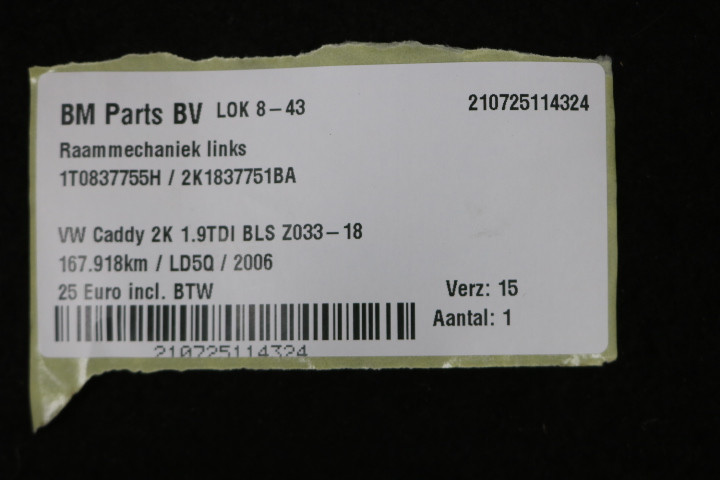 BM Parts BV LOK 8-43 210725114324
Raammechaniek links
1T0837755H / 2K1837751BA
VW Caddy 2K 1.9TDI BLS Z033-18
167.918km / LD5Q / 2006
25 Euro incl. BTW Verz: 15
Aantal: 1
210725114324